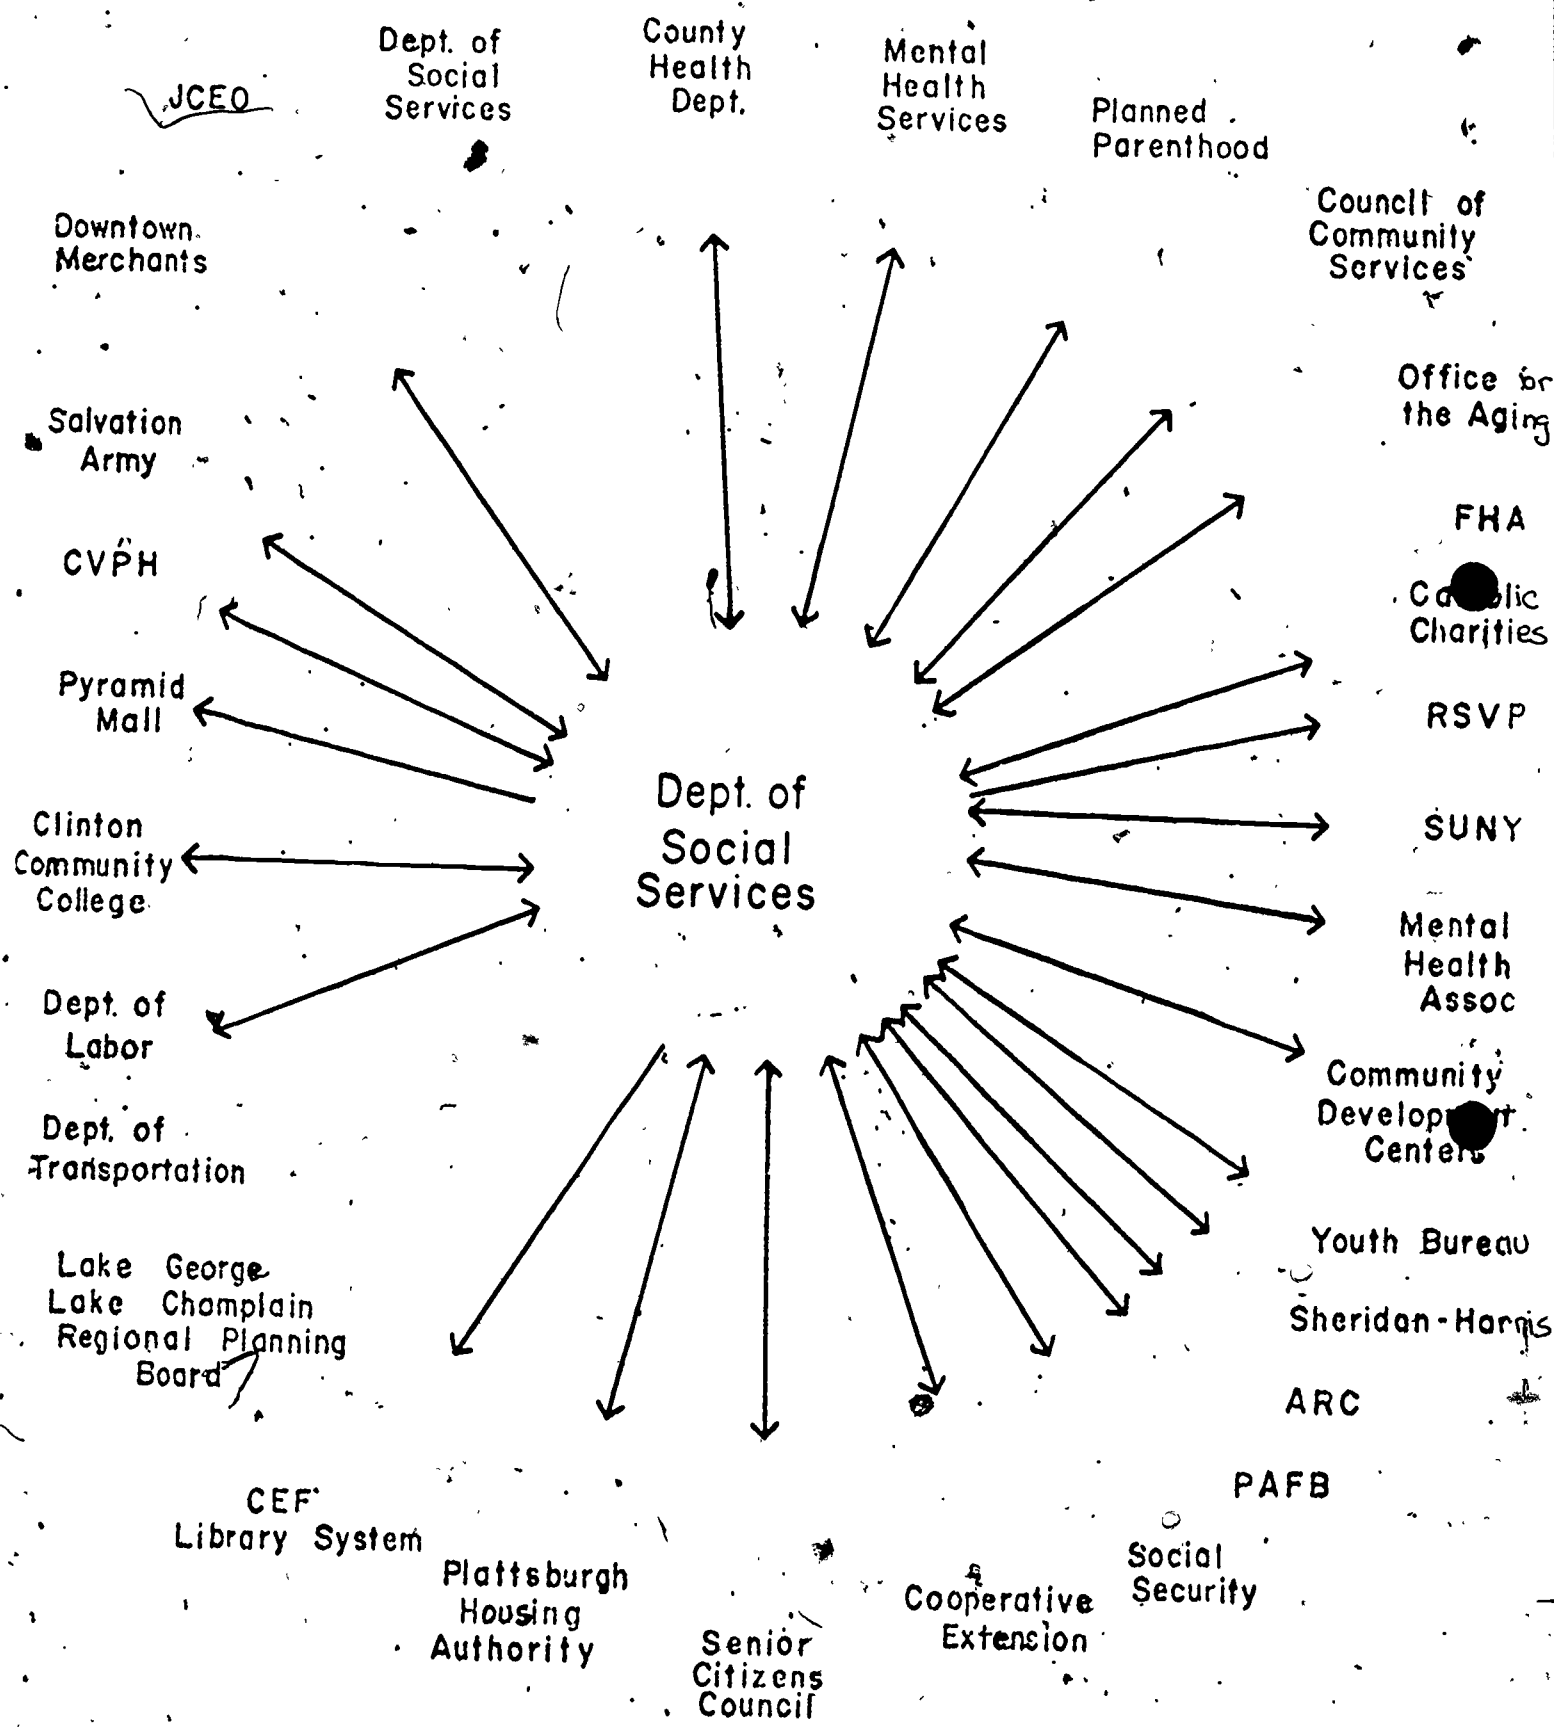 JCEO
Dept. of
Social
Services
County
Health
Dept.
Mental
Health
Services
Planned
Parenthood
Council of
Community
Services
Downtown
Merchants
Office for
the Aging
Salvation
Army
FHA
CVPH
Charities
Pyramid
Mall
RSVP
Dept. of
Social
Services
Clinton
Community
College
SUNY
Mental
Health
Assoc
Dept. of
Labor
Community
Centers
Dept. of
Transportation
Youth Bureau
Lake George
Lake Champlain
Regional Planning
Board
Sheridan-Harris
ARC
PAFB
CEF
Library System
Plattsburgh
Housing
Authority
Senior
Citizens
Council
Cooperative
Extension
Social
Security